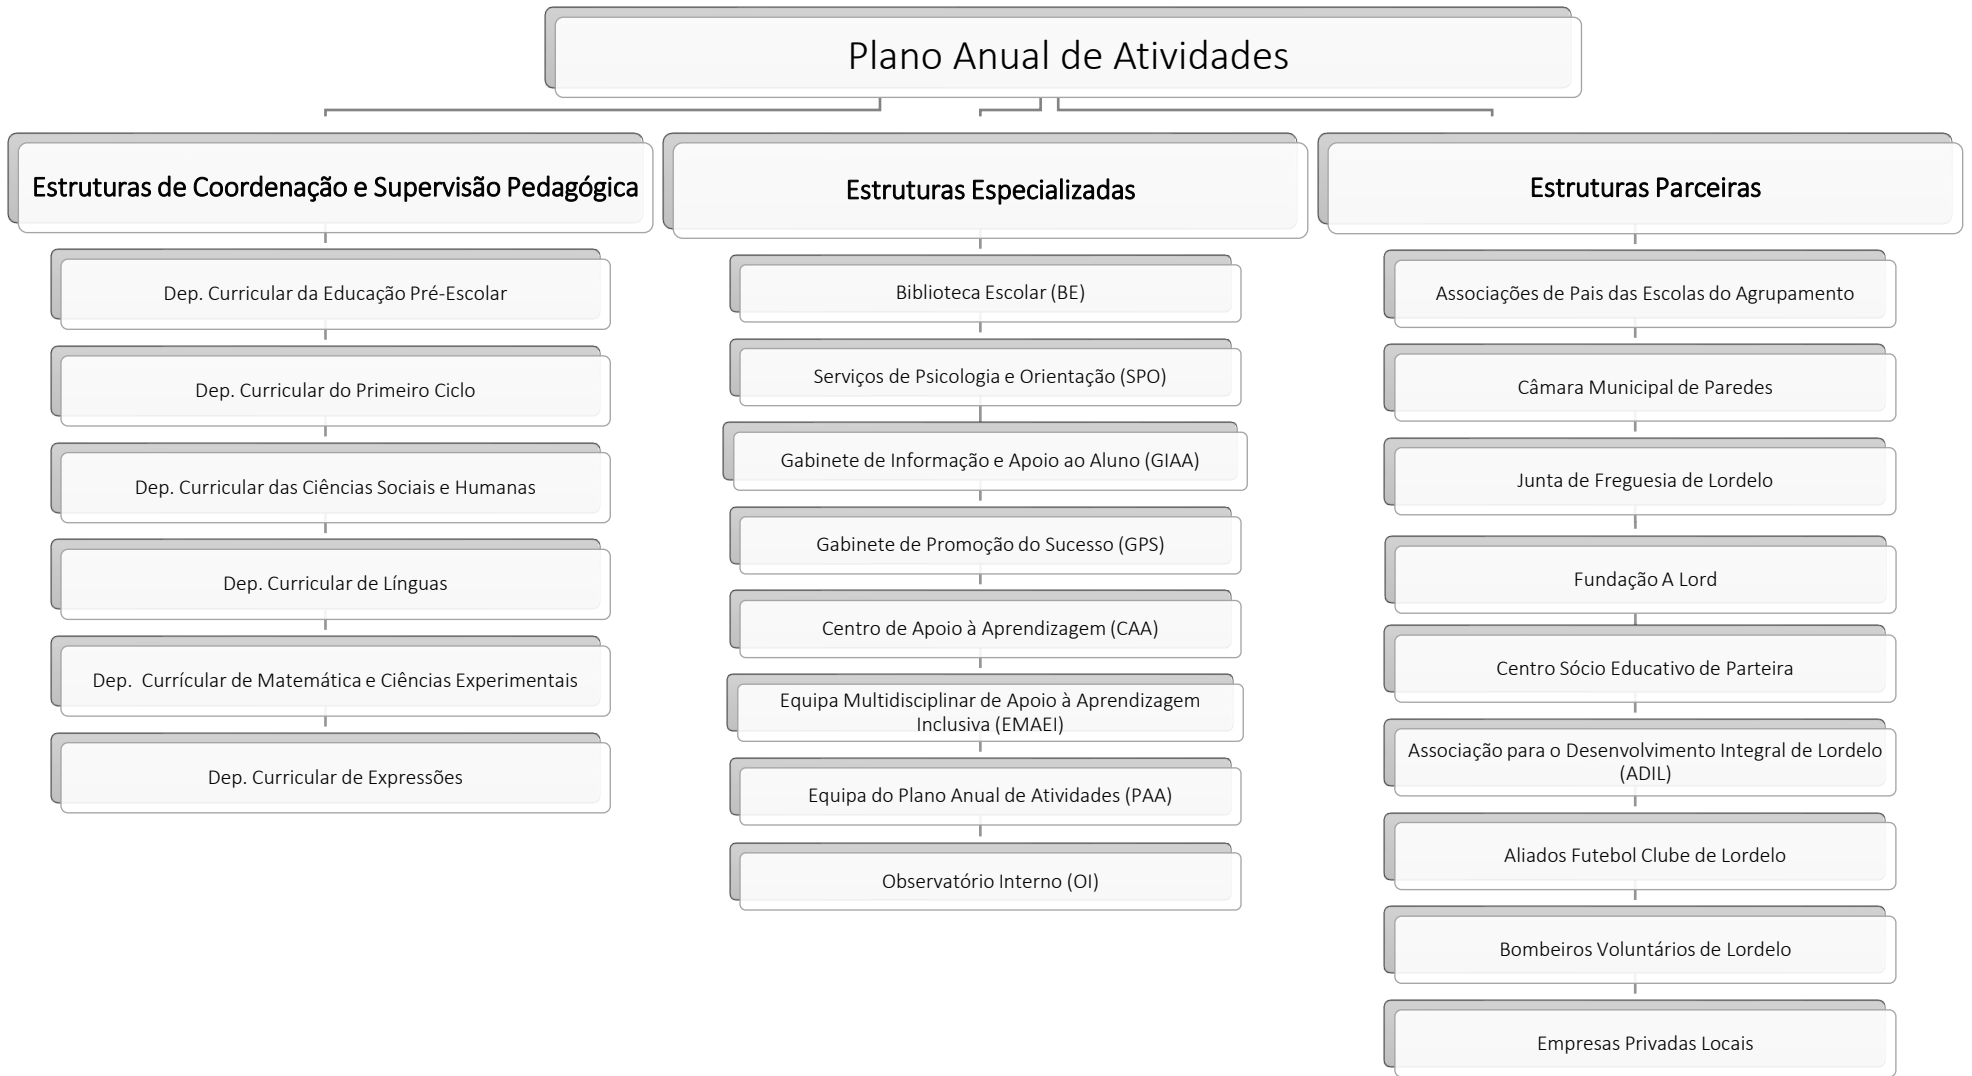 Plano Anual de Atividades
Estruturas de Coordenação e Supervisão Pedagógica
Dep. Curricular da Educação Pré-Escolar
Dep. Curricular do Primeiro Ciclo
Dep. Curricular das Ciências Sociais e Humanas
Dep. Curricular de Línguas
Dep. Currícular de Matemática e Ciências Experimentais
Dep. Curricular de Expressões
Estruturas Especializadas
Biblioteca Escolar (BE)
Serviços de Psicologia e Orientação (SPO)
Gabinete de Informação e Apoio ao Aluno (GIAA)
Gabinete de Promoção do Sucesso (GPS)
Centro de Apoio à Aprendizagem (CAA)
Equipa Multidisciplinar de Apoio à Aprendizagem
Inclusiva (EMAEI)
Equipa do Plano Anual de Atividades (PAA)
Observatório Interno (OI)
Estruturas Parceiras
Associações de Pais das Escolas do Agrupamento
Câmara Municipal de Paredes
Junta de Freguesia de Lordelo
Fundação A Lord
Centro Sócio Educativo de Parteira
Associação para o Desenvolvimento Integral de Lordelo
(ADIL)
Aliados Futebol Clube de Lordelo
Bombeiros Voluntários de Lordelo
Empresas Privadas Locais